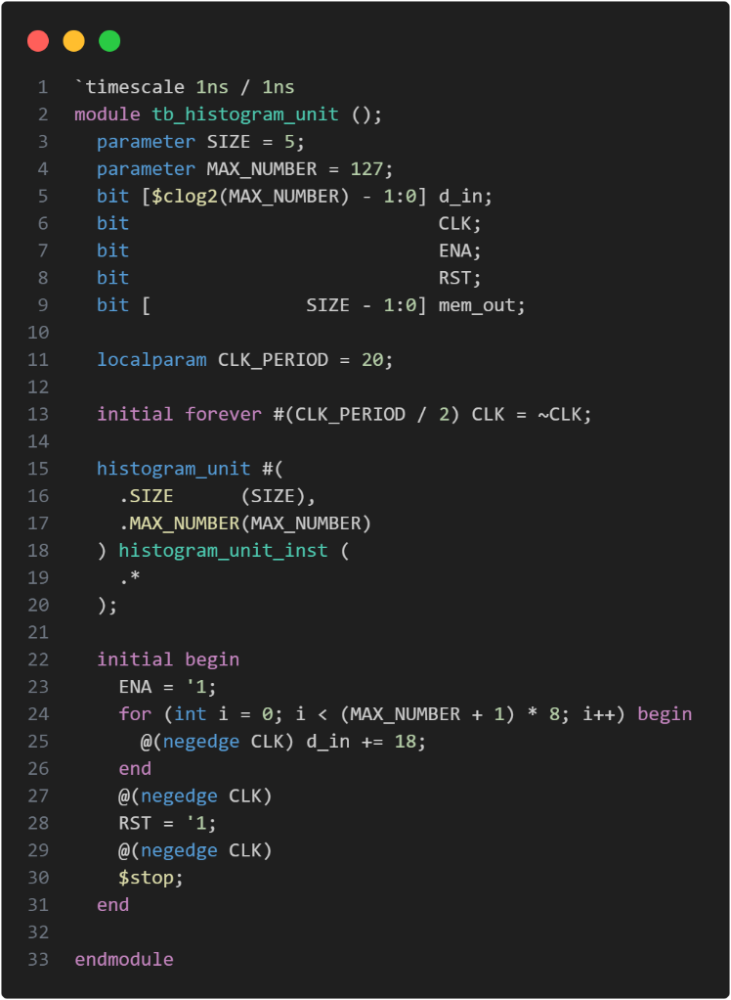 1 `timescale 1ns / 1ns
2 module tb_histogram_unit ();
3   parameter SIZE = 5;
4   parameter MAX_NUMBER = 127;
5   bit [$clog2(MAX_NUMBER) - 1:0] d_in;
6   bit                            CLK;
7   bit                            ENA;
8   bit                            RST;
9   bit [              SIZE - 1:0] mem_out;
10
11   localparam CLK_PERIOD = 20;
12
13   initial forever #(CLK_PERIOD / 2) CLK = ~CLK;
14
15   histogram_unit #(
16     .SIZE      (SIZE),
17     .MAX_NUMBER(MAX_NUMBER)
18   ) histogram_unit_inst (
19     .*
20   );
21
22   initial begin
23     ENA = '1;
24     for (int i = 0; i < (MAX_NUMBER + 1) * 8; i++) begin
25       @(negedge CLK) d_in += 18;
26     end
27     @(negedge CLK)
28     RST = '1;
29     @(negedge CLK)
30     $stop;
31   end
32
33 endmodule